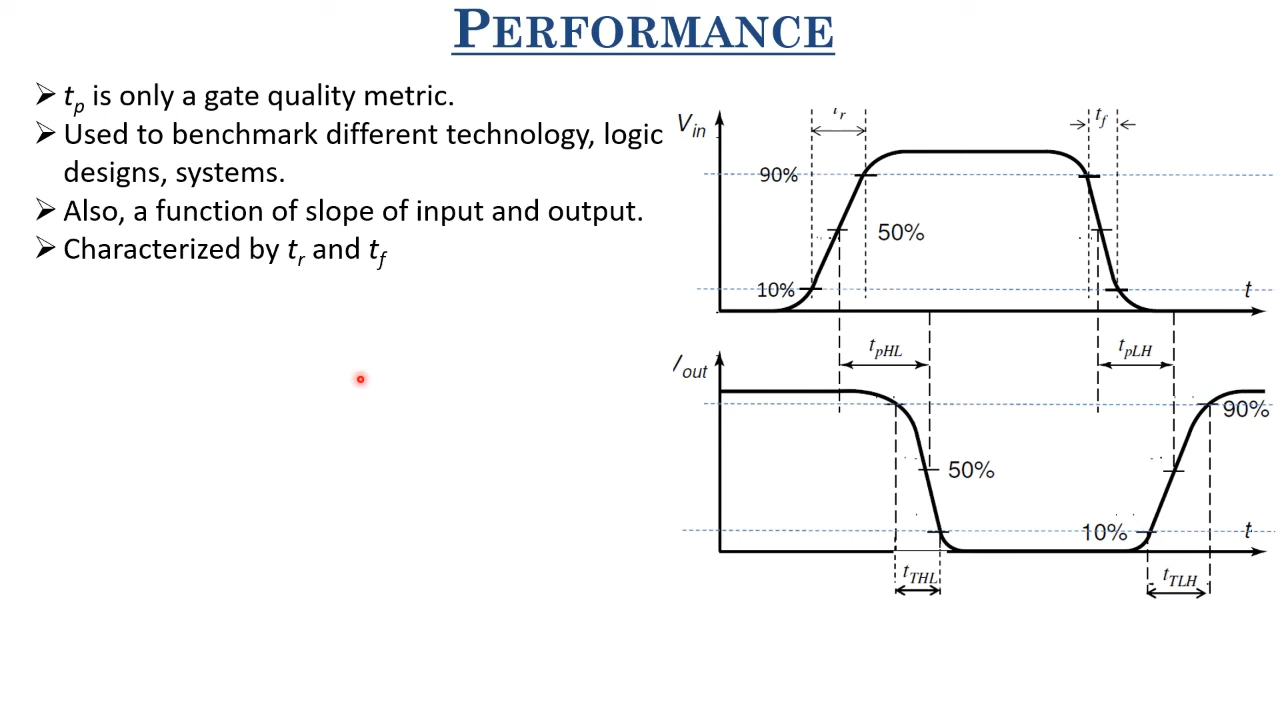 PERFORMANCE
➢ tp is only a gate quality metric.
➢ Used to benchmark different technology, logic
designs, systems.
➢ Also, a function of slope of input and output.
➢ Characterized by tr and tf
Vin
tr
tf
90%
50%
10%
t
tpHL
tpLH
out
90%
50%
10%
t
tTHL
tTLH